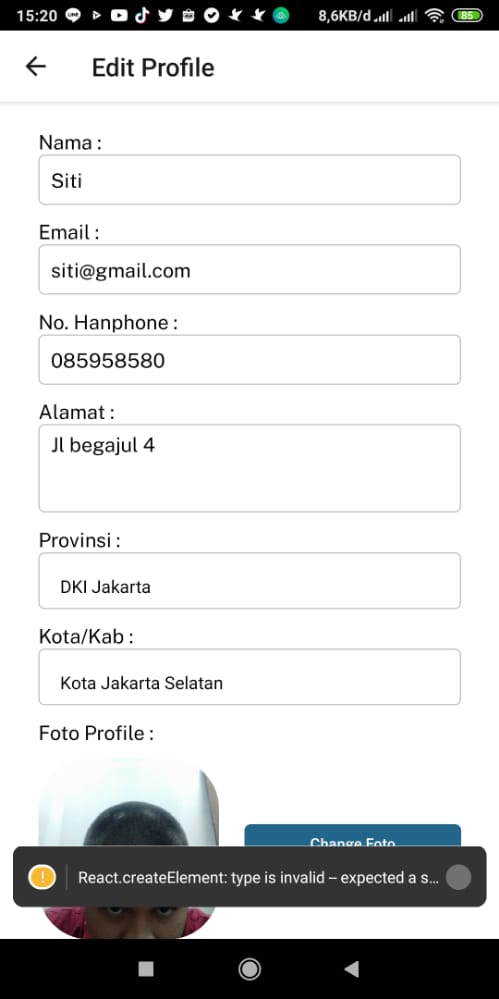 15:20 8,6KB/d 85
Edit Profile
Nama :
Siti
Email :
siti@gmail.com
No. Hanphone :
085958580
Alamat :
Jl begajul 4
Provinsi :
DKI Jakarta
Kota/Kab :
Kota Jakarta Selatan
Foto Profile :
Change Foto
React.createElement: type is invalid – expected a s...